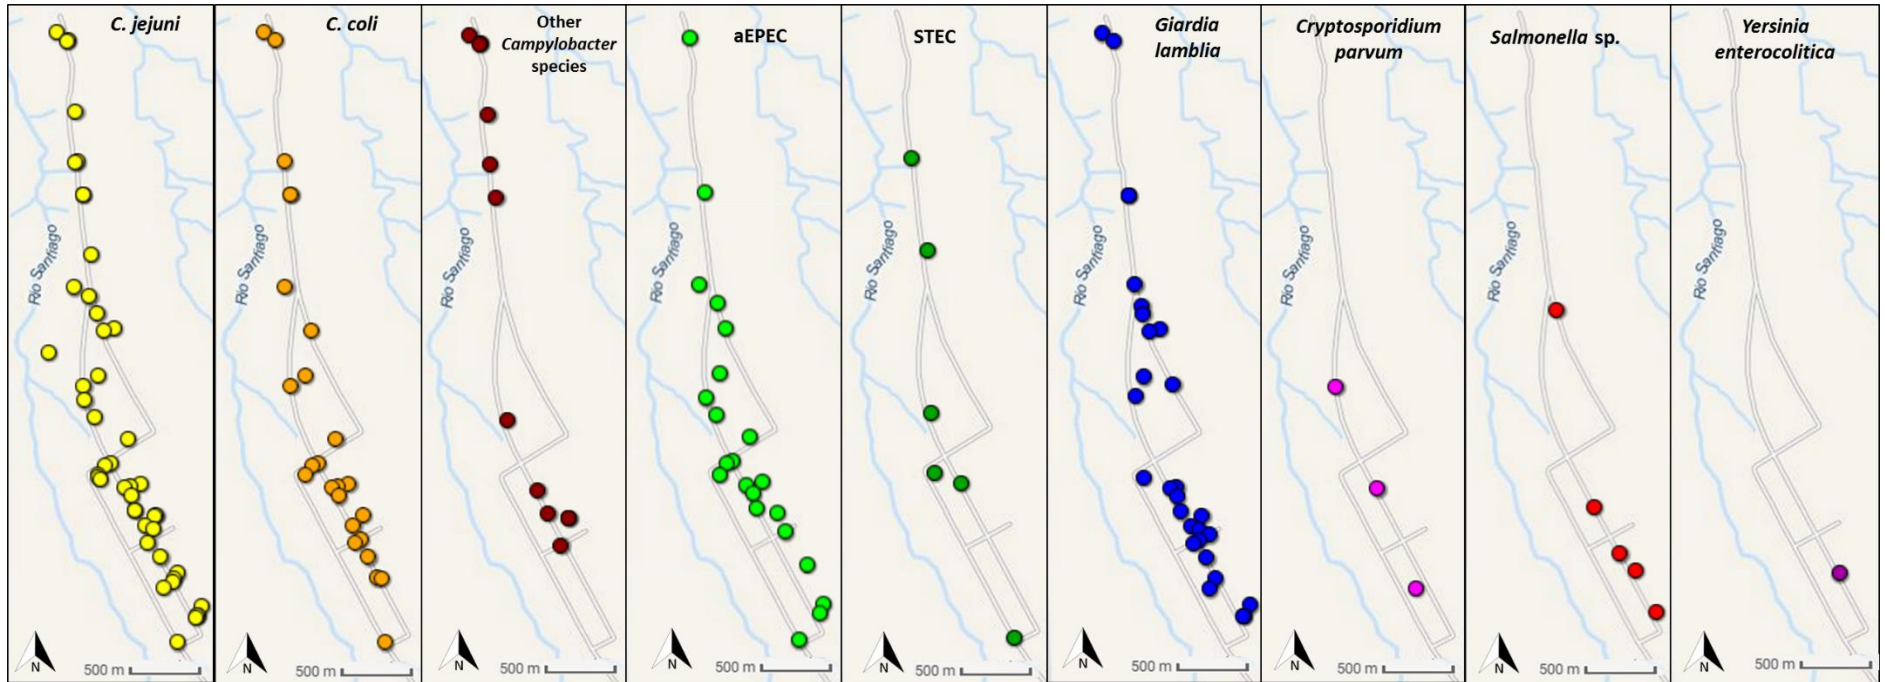 C. jejuni
Rio Santiago
N
500 m
C. coli
Rio Santiago
N
500 m
Other
Campylobacter
species
Rio Santiago
N
500 m
aEPEC
Rio Santiago
N
500 m
STEC
Rio Santiago
N
500 m
Giardia
lamblia
Rio Santiago
N
500 m
Cryptosporidium
parvum
Rio Santiago
N
500 m
Salmonella sp.
Rio Santiago
N
500 m
Yersinia
enterocolitica
Rio Santiago
N
500 m